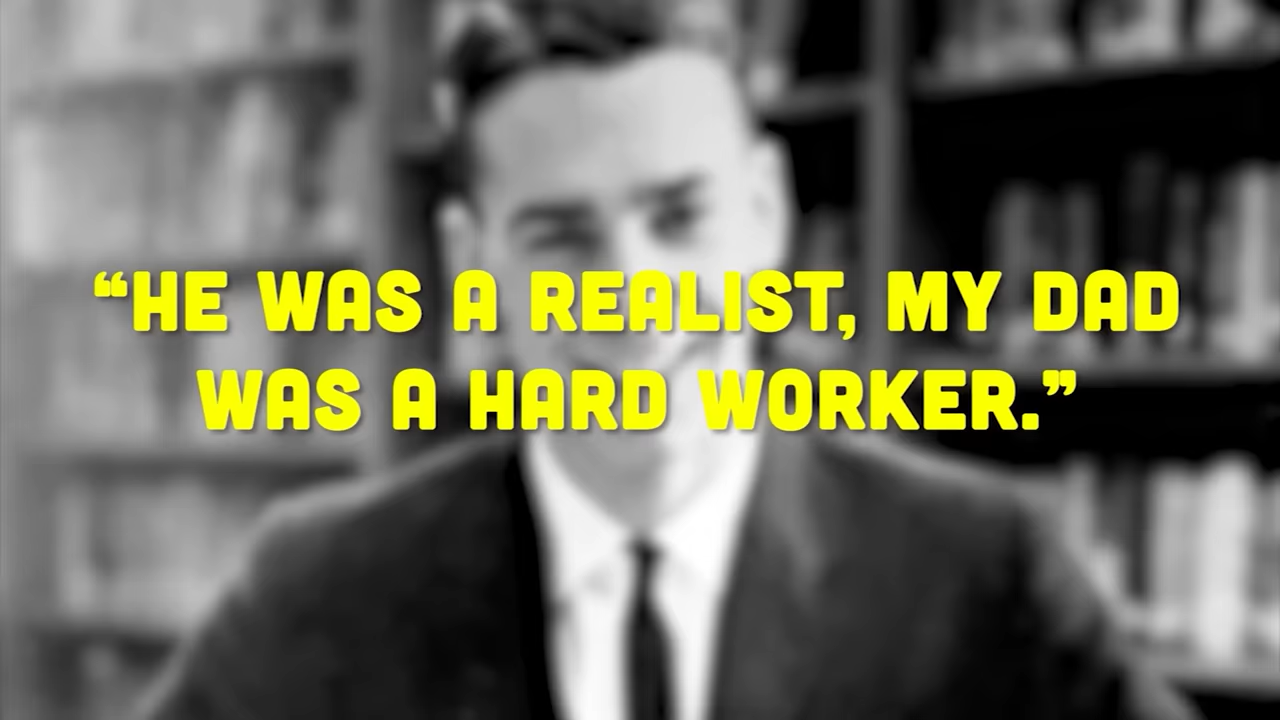 “HE WAS A REALIST, MY DAD
WAS A HARD WORKER.”